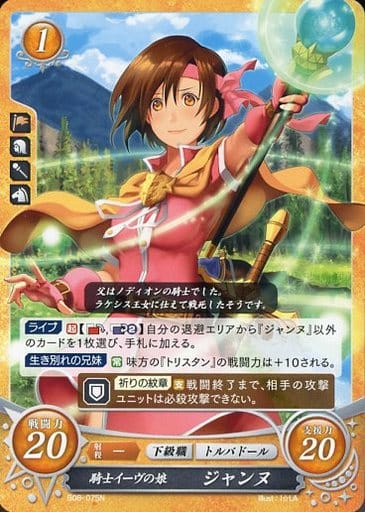 1
父はノディオンの騎士でした。
ラケシス王女に仕えて戦死したそうです。
ライブ 起【 、 】自分の退避エリアから『ジャンヌ』以外
のカードを1枚選び、手札に加える。
生き別れの兄妹 常 味方の『トリスタン』の戦闘力は+10される。
祈りの紋章 支 戦闘終了まで、相手の攻撃
ユニットは必殺攻撃できない。
戦闘力
20
射程 一
下級職
トルバドール
支援力
20
騎士イーヴの娘 ジャンヌ
B08-075N